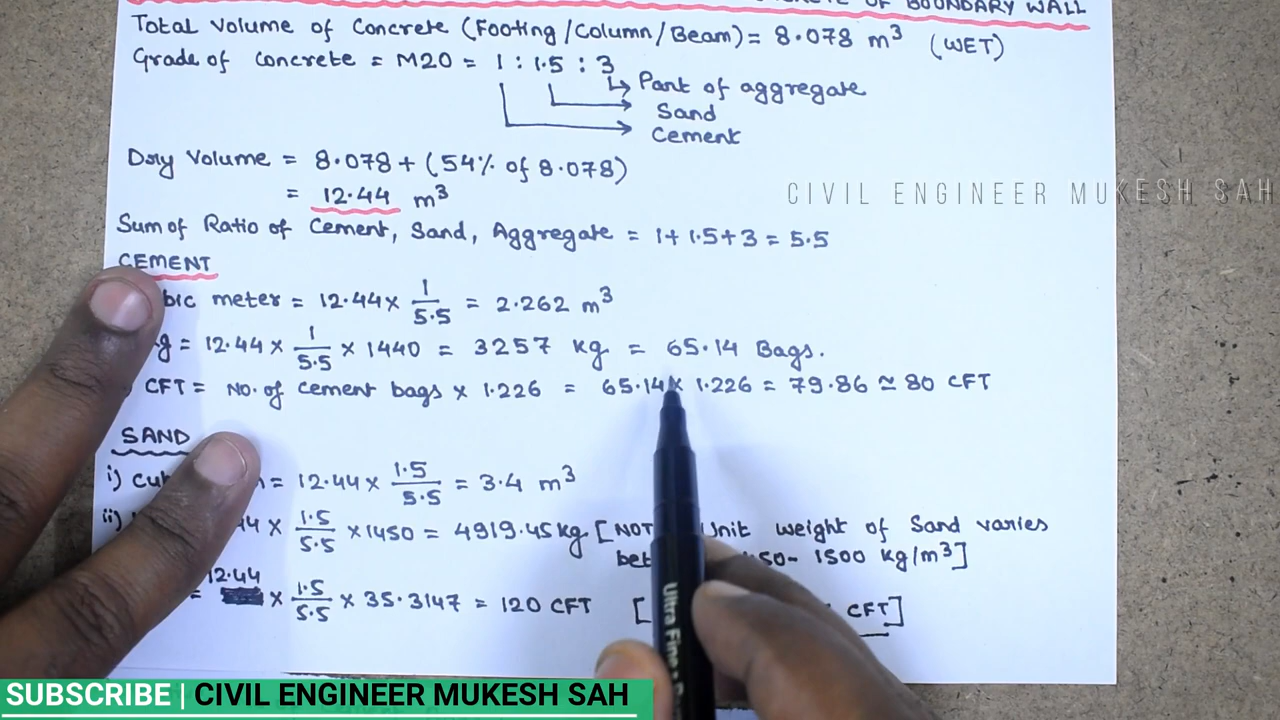 OF BOUNDARY WALL
Total Volume of Concrete (Footing/Column/Beam) = 8.078 m³ (WET)
Grade of Concrete = M20 = 1 : 1.5 : 3
Part of aggregate
Sand
Cement
Dry Volume = 8.078 + (54% of 8.078)
= 12.44 m³
CIVIL ENGINEER MUKESH SAH
Sum of Ratio of Cement, Sand, Aggregate = 1+1.5+3 = 5.5
CEMENT
bic meter = 12.44 × 1/5.5 = 2.262 m³
g = 12.44 × 1/5.5 × 1440 = 3257 kg = 65.14 Bags.
CFT = No. of cement bags × 1.226 = 65.14 × 1.226 = 79.86 ≃ 80 CFT
SAND
i) Cu = 12.44 × 1.5/5.5 = 3.4 m³
ii) 44 × 1.5/5.5 × 1450 = 4919.45 kg [NOT Unit weight of Sand varies
bet 50- 1500 kg/m³]
= 12.44 × 1.5/5.5 × 35.3147 = 120 CFT [ CFT]
Ultra Fine
SUBSCRIBE | CIVIL ENGINEER MUKESH SAH